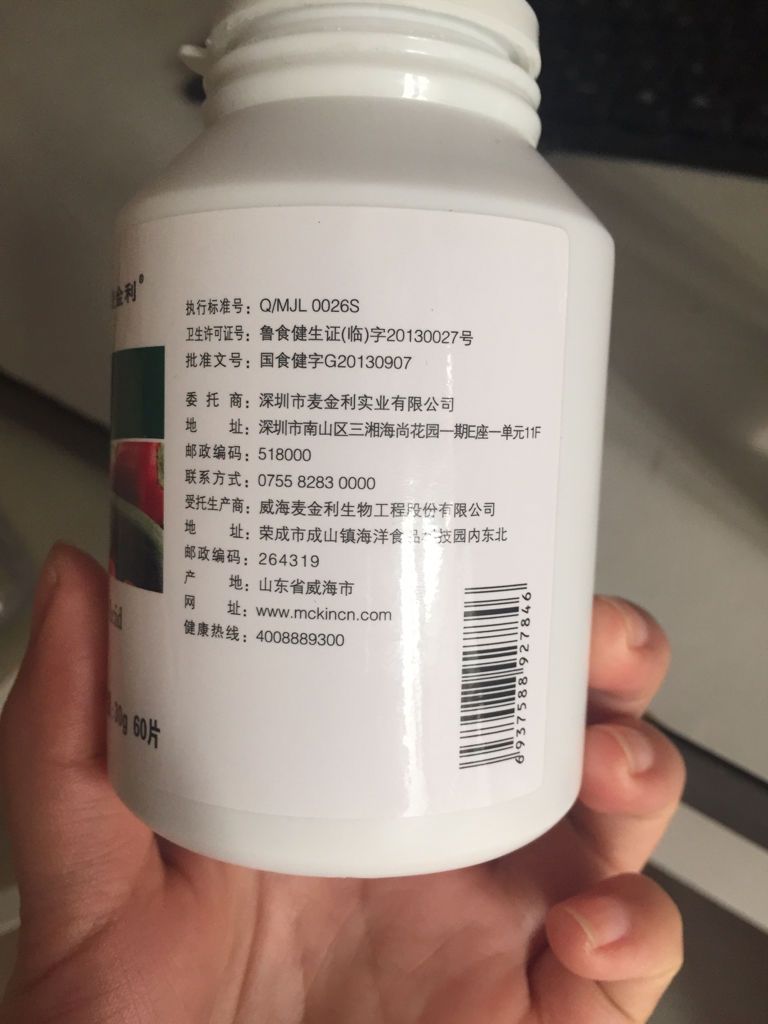 金利®
执行标准号：Q/MJL 0026S
卫生许可证号：鲁食健生证(临)字20130027号
批准文号：国食健字G20130907
委托商：深圳市麦金利实业有限公司
地址：深圳市南山区三湘海尚花园一期E座一单元11F
邮政编码：518000
联系方式：0755 8283 0000
受托生产商：威海麦金利生物工程股份有限公司
地址：荣成市成山镇海洋食品科技园内东北
邮政编码：264319
产地：山东省威海市
网址：www.mckincn.com
健康热线：4008889300
30g 60片
6937588927846